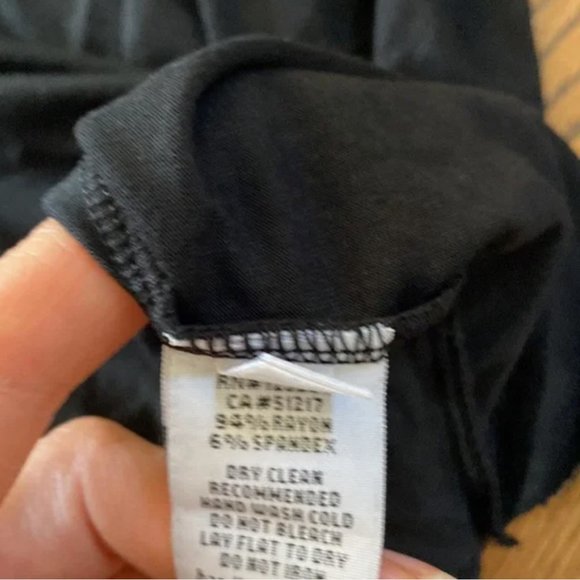 CA#51217
94% RAYON
6% SPANDEX
DRY CLEAN
RECOMMENDED
HAND WASH COLD
DO NOT BLEACH
LAY FLAT TO DRY
DO NOT IRON